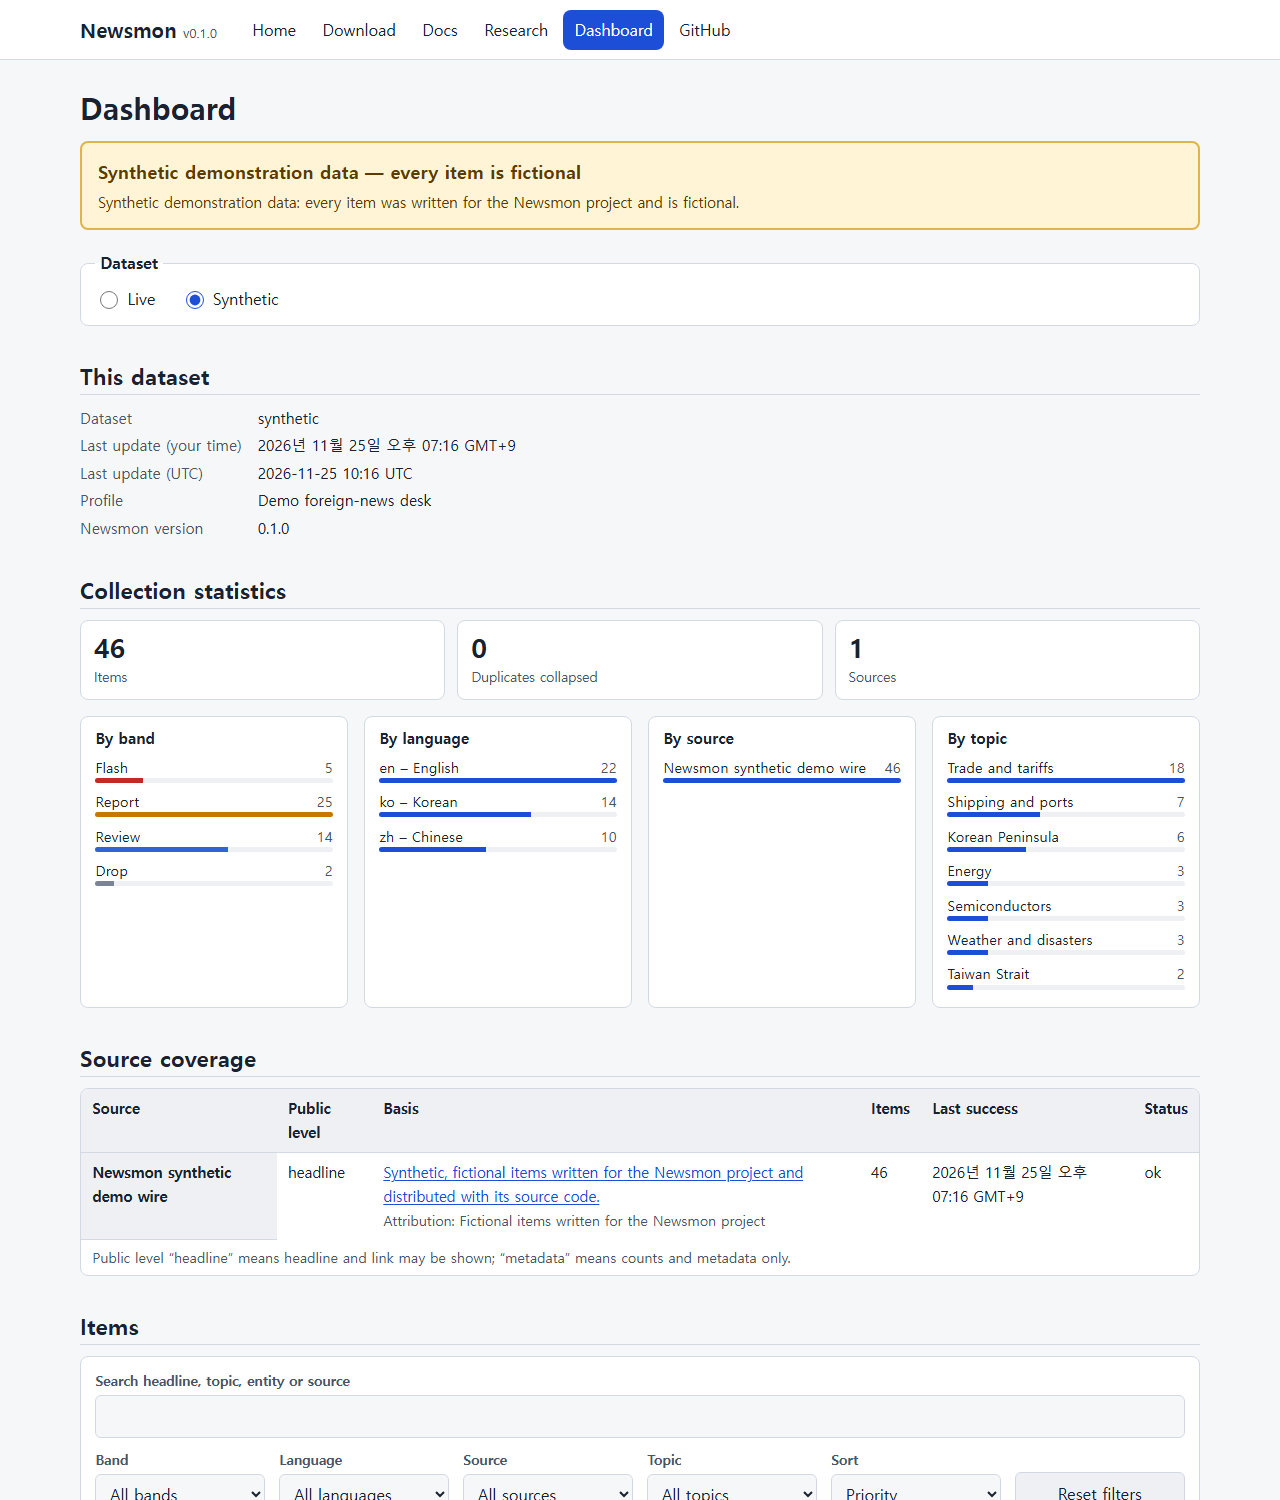 Newsmon v0.1.0 Home Download Docs Research Dashboard GitHub
Dashboard
Synthetic demonstration data — every item is fictional
Synthetic demonstration data: every item was written for the Newsmon project and is fictional.
Dataset
Live Synthetic
This dataset
Dataset synthetic
Last update (your time) 2026년 11월 25일 오후 07:16 GMT+9
Last update (UTC) 2026-11-25 10:16 UTC
Profile Demo foreign-news desk
Newsmon version 0.1.0
Collection statistics
46
Items
0
Duplicates collapsed
1
Sources
By band
Flash 5
Report 25
Review 14
Drop 2
By language
en – English 22
ko – Korean 14
zh – Chinese 10
By source
Newsmon synthetic demo wire 46
By topic
Trade and tariffs 18
Shipping and ports 7
Korean Peninsula 6
Energy 3
Semiconductors 3
Weather and disasters 3
Taiwan Strait 2
Source coverage
Source Public level Basis Items Last success Status
Newsmon synthetic demo wire
headline
Synthetic, fictional items written for the Newsmon project and
distributed with its source code.
Attribution: Fictional items written for the Newsmon project
46
2026년 11월 25일 오후
07:16 GMT+9
ok
Public level “headline” means headline and link may be shown; “metadata” means counts and metadata only.
Items
Search headline, topic, entity or source
Band Language Source Topic Sort
All bands All languages All sources All topics Priority Reset filters